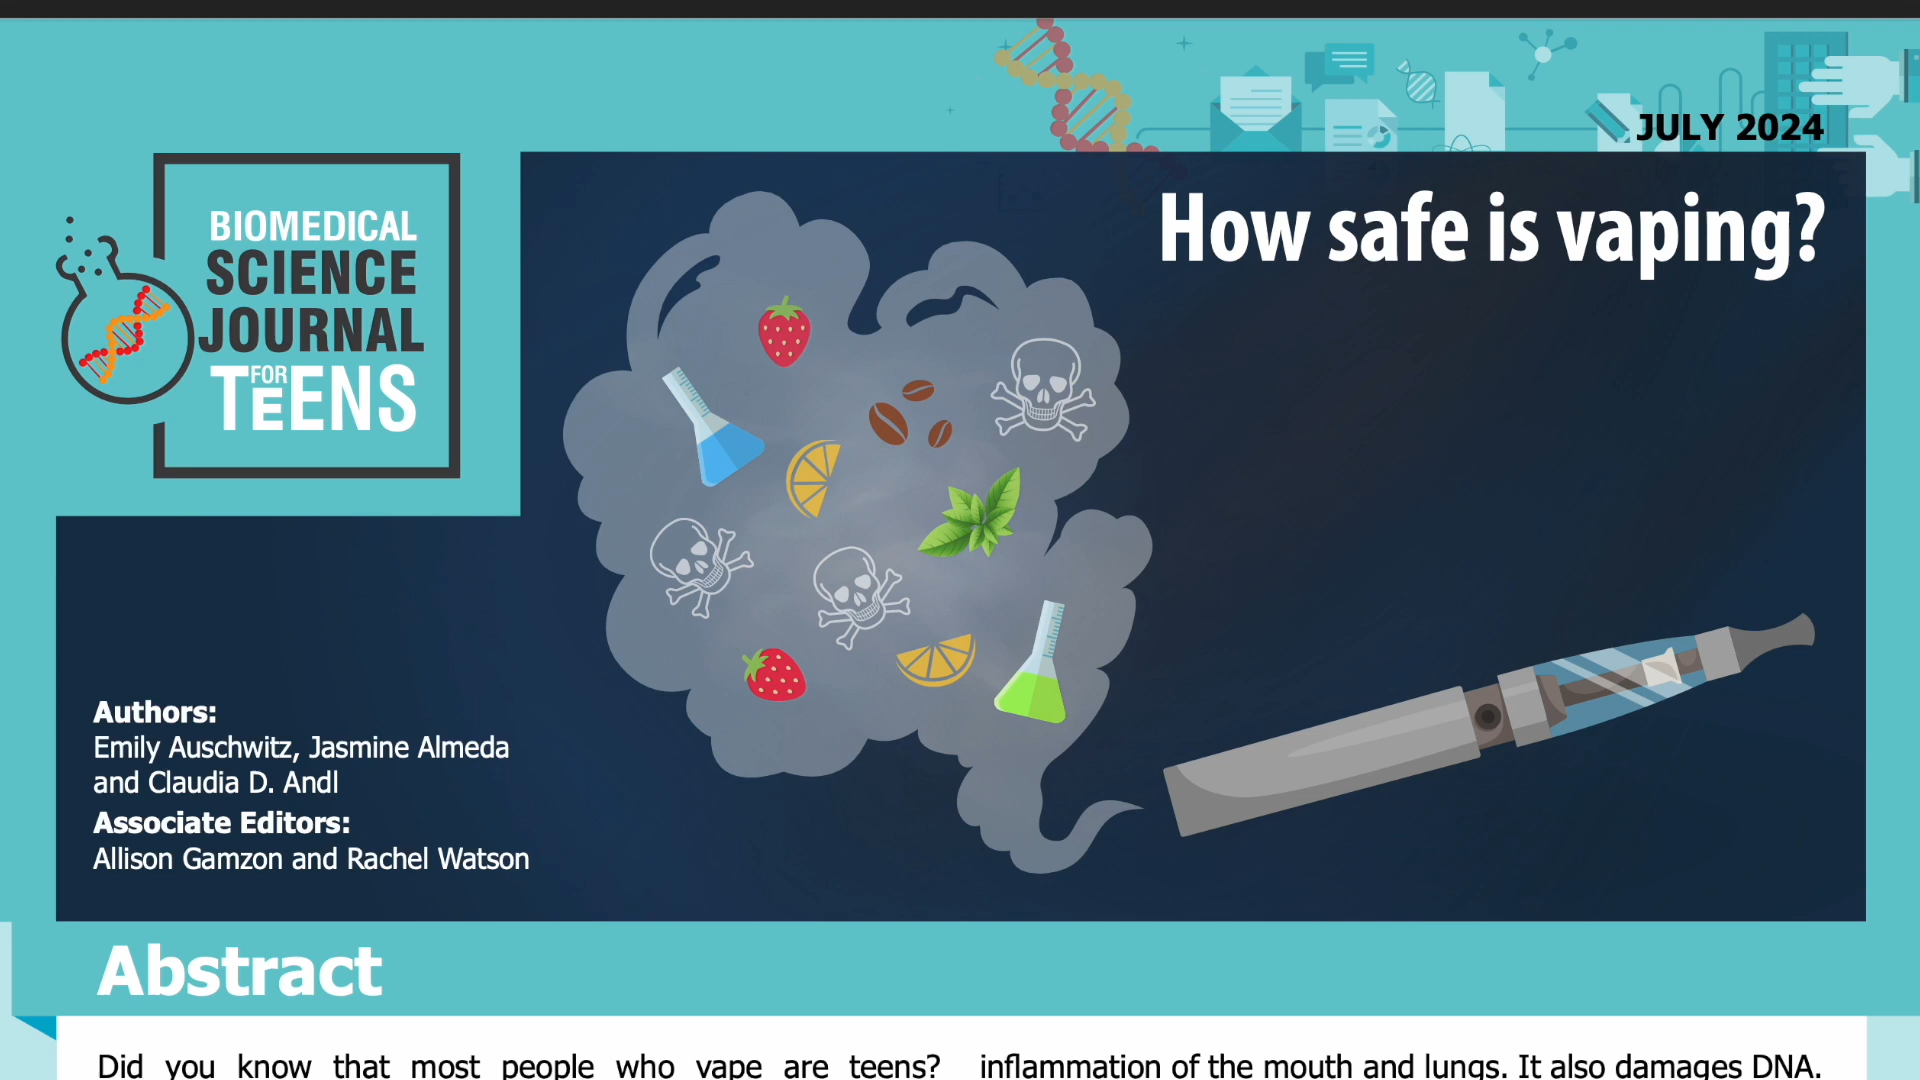 JULY 2024
BIOMEDICAL
SCIENCE
JOURNAL
FOR
TEENS
How safe is vaping?
Authors:
Emily Auschwitz, Jasmine Almeda
and Claudia D. Andl
Associate Editors:
Allison Gamzon and Rachel Watson
Abstract
Did you know that most people who vape are teens?
inflammation of the mouth and lungs. It also damages DNA.